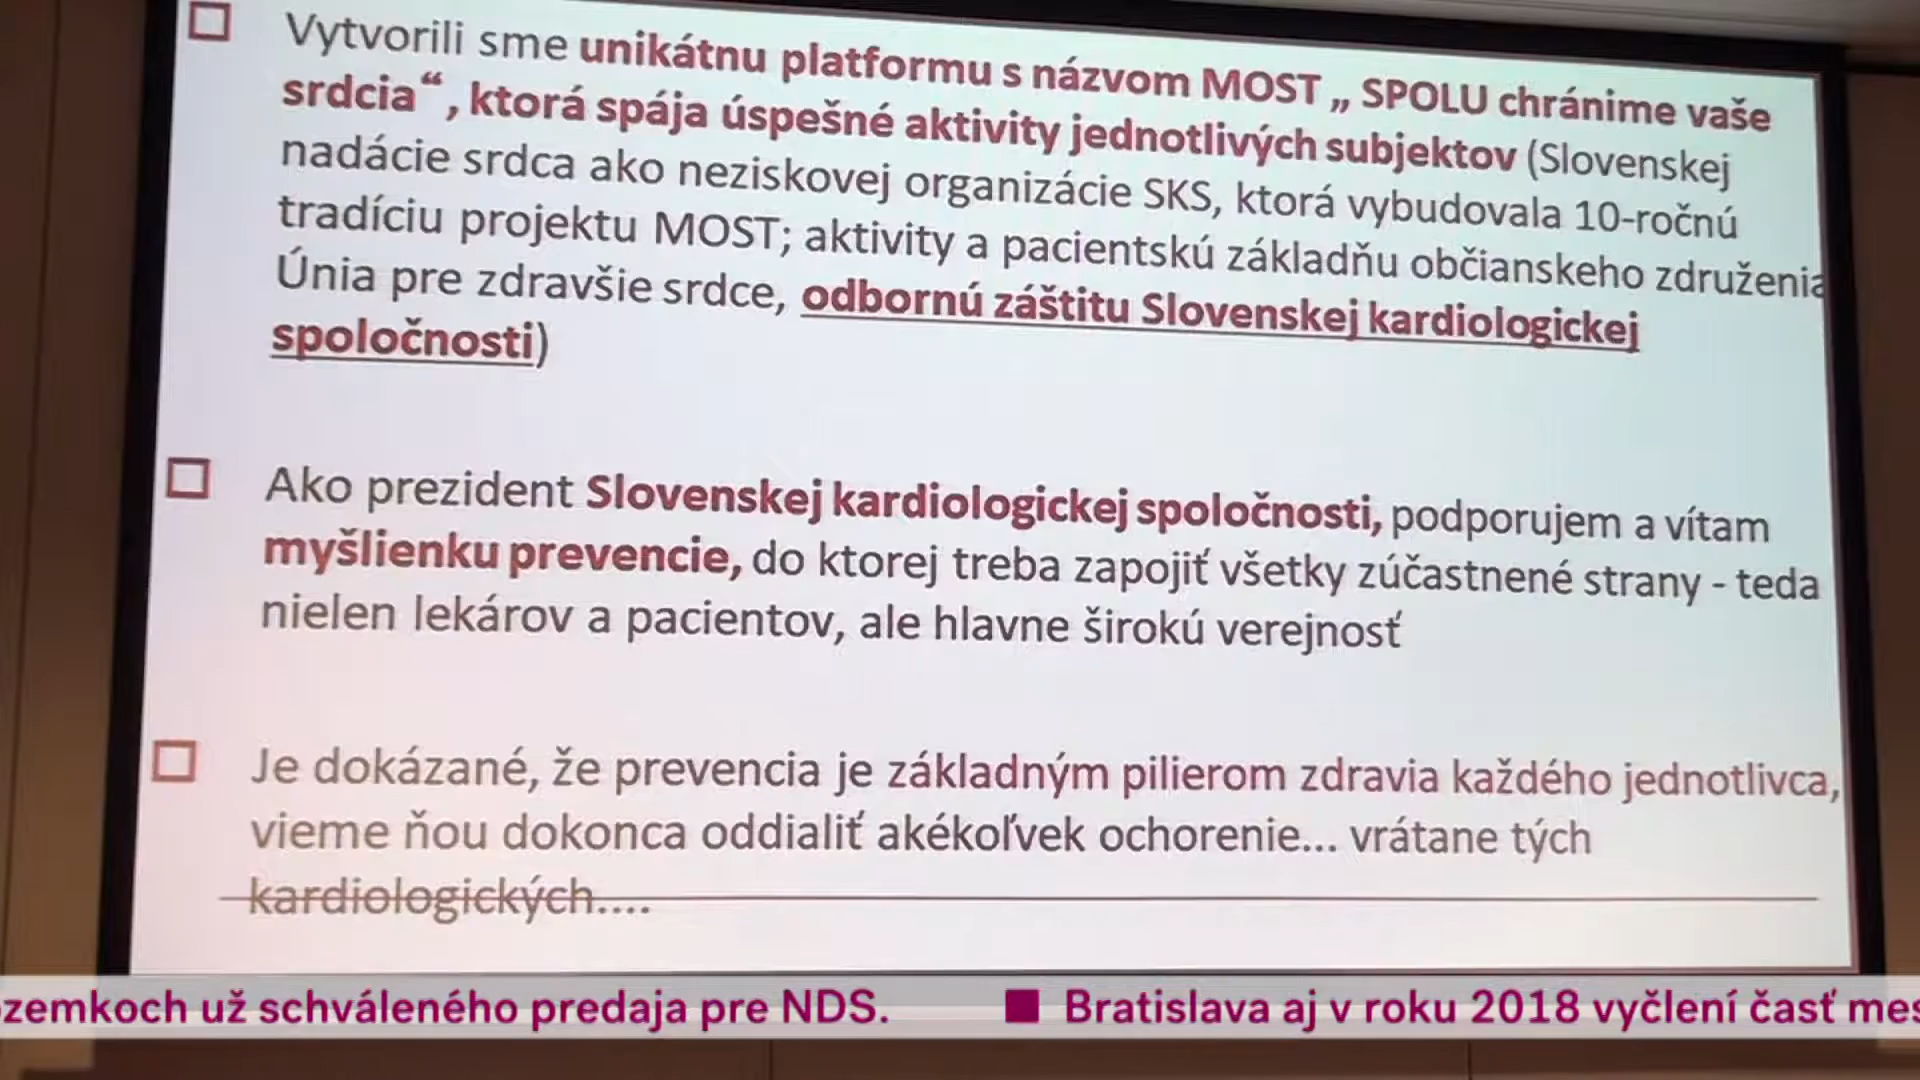 Vytvorili sme unikátnu platformu s názvom MOST „ SPOLU chránime vaše
srdcia“, ktorá spája úspešné aktivity jednotlivých subjektov (Slovenskej
nadácie srdca ako neziskovej organizácie SKS, ktorá vybudovala 10-ročnú
tradíciu projektu MOST; aktivity a pacientskú základňu občianskeho združenia
Únia pre zdravšie srdce, odbornú záštitu Slovenskej kardiologickej
spoločnosti)
Ako prezident Slovenskej kardiologickej spoločnosti, podporujem a vítam
myšlienku prevencie, do ktorej treba zapojiť všetky zúčastnené strany - teda
nielen lekárov a pacientov, ale hlavne širokú verejnosť
Je dokázané, že prevencia je základným pilierom zdravia každého jednotlivca,
vieme ňou dokonca oddialiť akékoľvek ochorenie... vrátane tých
kardiologických....
už schváleného predaja pre NDS. ■ Bratislava aj v roku 2018 vyčlení časť